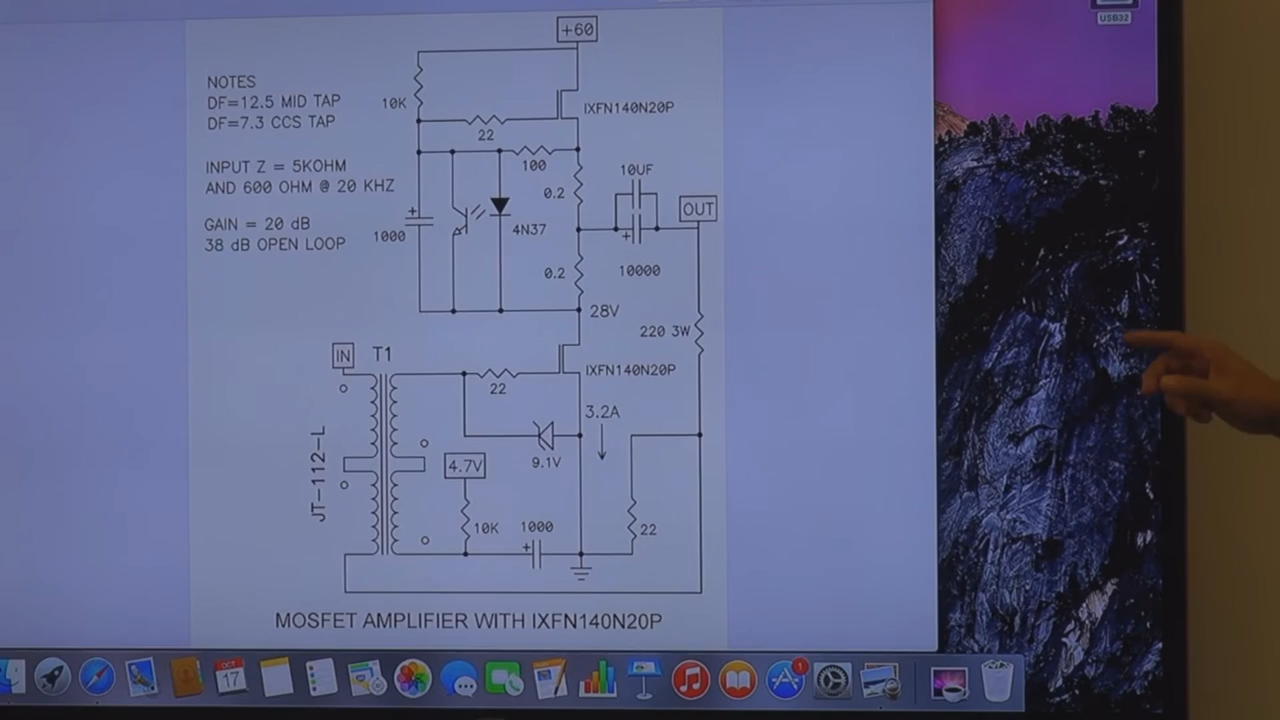 USB32
+60
NOTES
DF=12.5 MID TAP
DF=7.3 CCS TAP
10K
IXFN140N20P
22
100
INPUT Z = 5KOHM
AND 600 OHM @ 20 KHZ
10UF
0.2
OUT
GAIN = 20 dB
38 dB OPEN LOOP
+
1000
4N37
+
0.2
10000
28V
220 3W
IN
T1
IXFN140N20P
22
3.2A
JT-112-L
4.7V
9.1V
10K
1000
+
22
MOSFET AMPLIFIER WITH IXFN140N20P
OCT
17
1